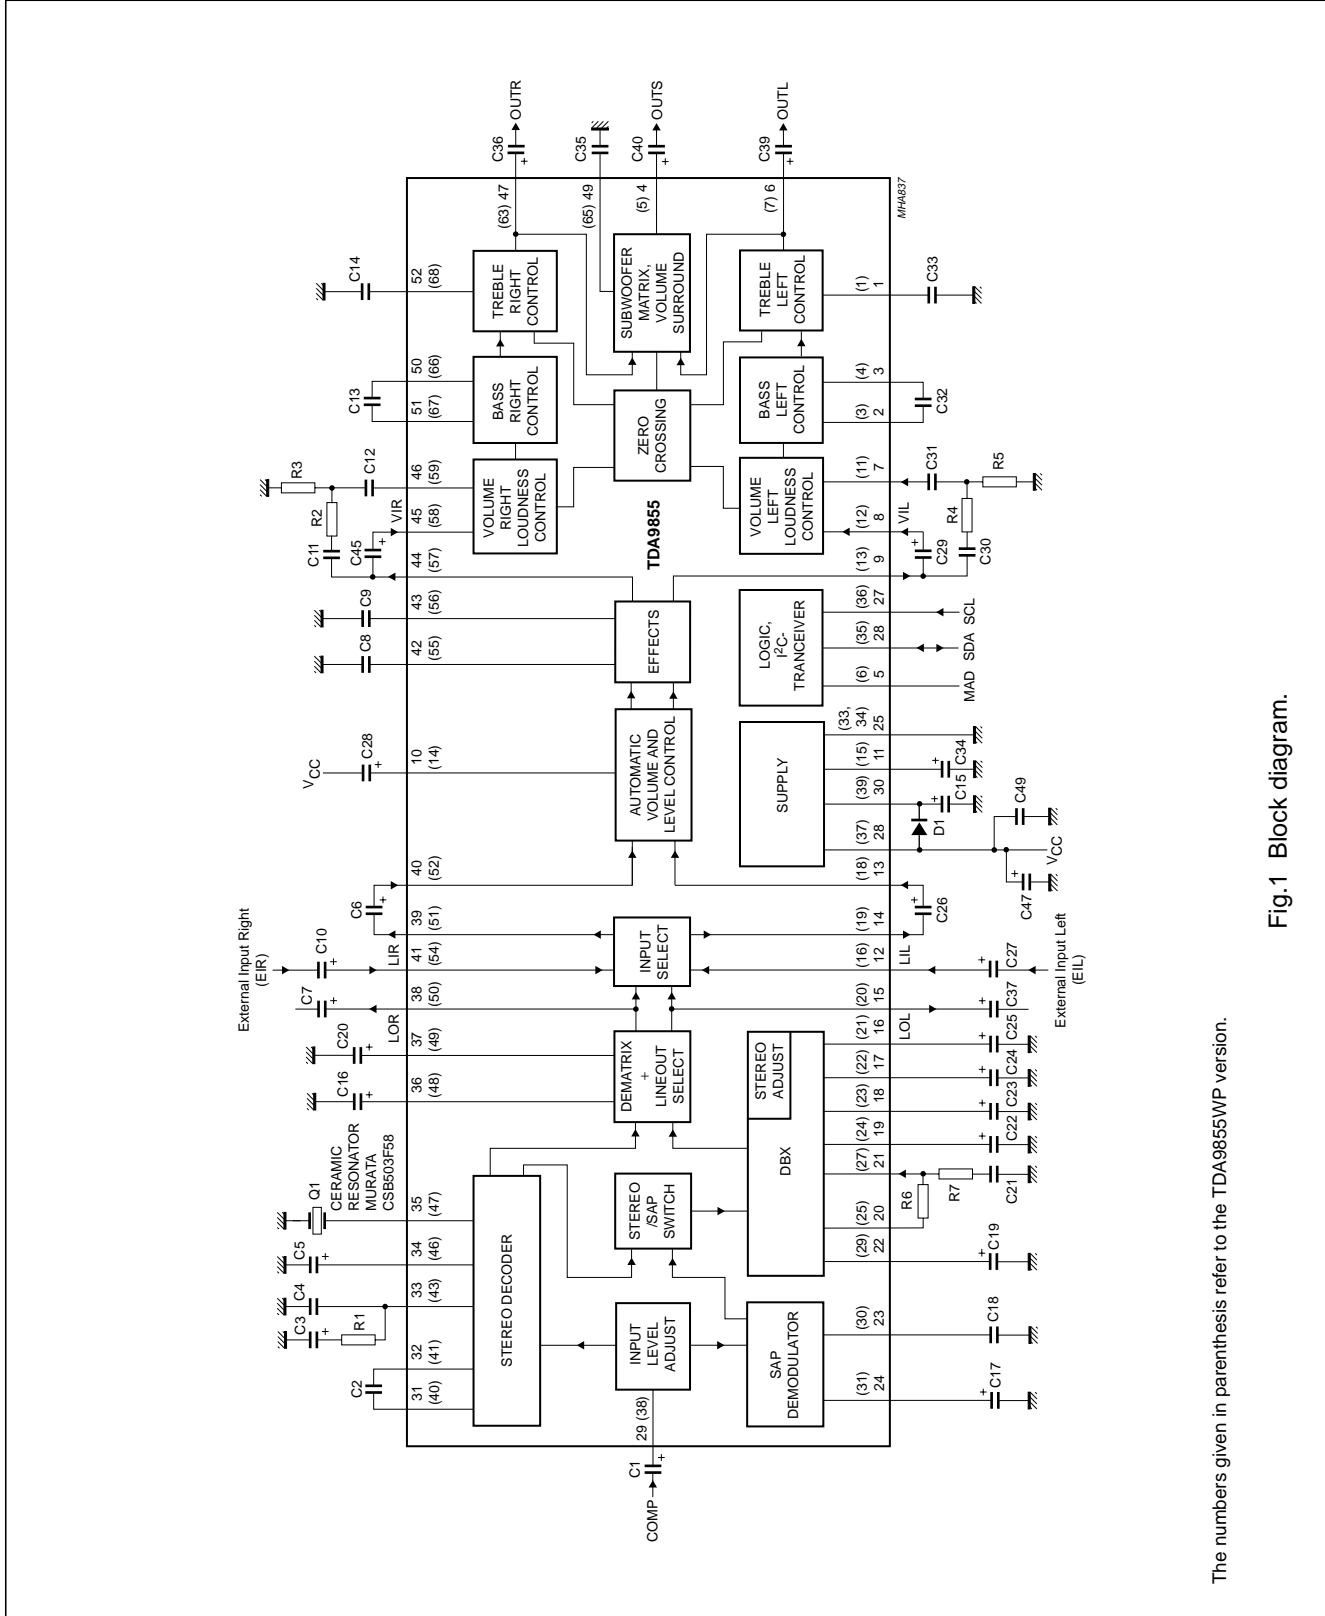 COMP
C1
+
29 (38)
C2
31
(40)
32
(41)
C3
+
R1
C4
33
(43)
C5
+
34
(46)
Q1
CERAMIC
RESONATOR
MURATA
CSB503F58
35
(47)
C16
+
36
(48)
C20
+
37
(49)
LOR
C7
+
38
(50)
External Input Right
(EIR)
C10
+
LIR
41
(54)
39
(51)
C6
+
40
(52)
VCC
C28
+
10
(14)
C8
42
(55)
C9
43
(56)
44
(57)
C11
C45
+
R2
VIR
45
(58)
R3
C12
46
(59)
C13
51
(67)
50
(66)
C14
52
(68)
STEREO DECODER
INPUT
LEVEL
ADJUST
SAP
DEMODULATOR
STEREO
/SAP
SWITCH
DEMATRIX
+
LINEOUT
SELECT
DBX
STEREO
ADJUST
INPUT
SELECT
AUTOMATIC
VOLUME AND
LEVEL CONTROL
SUPPLY
EFFECTS
LOGIC,
I2C-
TRANCEIVER
TDA9855
VOLUME
RIGHT
LOUDNESS
CONTROL
BASS
RIGHT
CONTROL
TREBLE
RIGHT
CONTROL
ZERO
CROSSING
SUBWOOFER
MATRIX,
VOLUME
SURROUND
VOLUME
LEFT
LOUDNESS
CONTROL
BASS
LEFT
CONTROL
TREBLE
LEFT
CONTROL
(63) 47
C36
+
OUTR
(65) 49
C35
(5) 4
C40
+
OUTS
(7) 6
C39
+
OUTL
MHA837
(31)
24
+
C17
(30)
23
C18
(29)
22
+
C19
(25)
20
R6
(27)
21
R7
C21
(24)
19
+
C22
(23)
18
+
C23
(22)
17
+
C24
(21)
16
+
C25
LOL
(20)
15
+
C37
(16)
12
LIL
+
C27
External Input Left
(EIL)
(19)
14
+
C26
(18)
13
(37)
28
D1
VCC
+
C47
C49
(39)
30
+
C15
(15)
11
+
C34
(33,
34)
25
(6)
5
MAD
(35)
28
SDA
(36)
27
SCL
(13)
9
+
C29
C30
R4
VIL
(12)
8
(11)
7
C31
R5
(3)
2
(4)
3
C32
(1)
1
C33
The numbers given in parenthesis refer to the TDA9855WP version.
Fig.1 Block diagram.